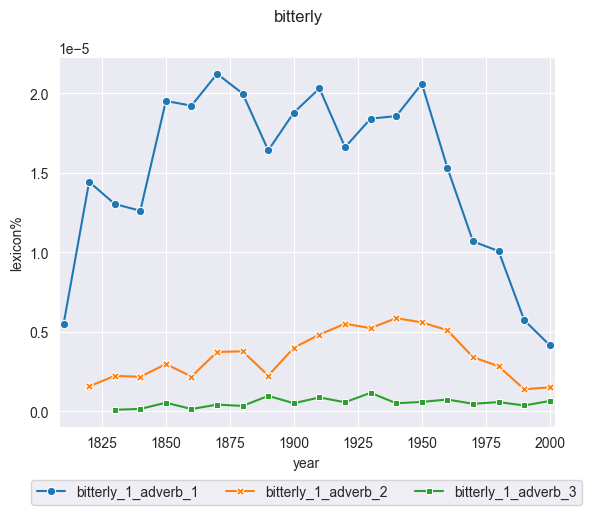 bitterly
1e−5
2.0
1.5
1.0
0.5
0.0
lexicon%
1825 1850 1875 1900 1925 1950 1975 2000
year
bitterly_1_adverb_1 bitterly_1_adverb_2 bitterly_1_adverb_3